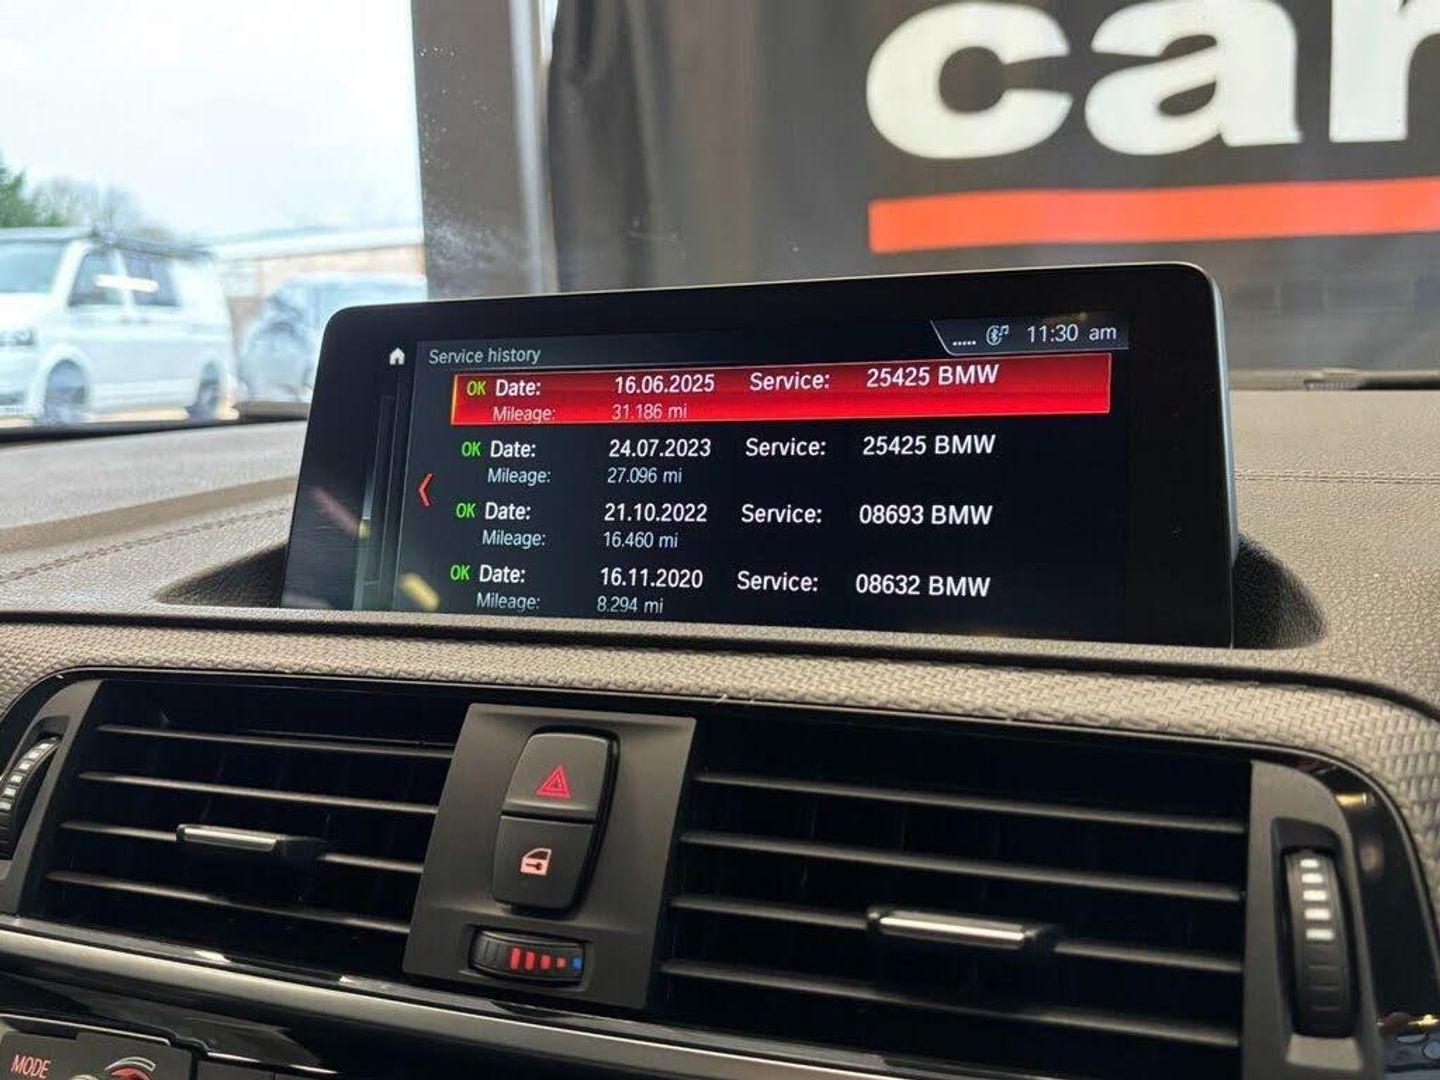 car
11:30 am
Service history
OK Date: 16.06.2025 Service: 25425 BMW
Mileage: 31.186 mi
OK Date: 24.07.2023 Service: 25425 BMW
Mileage: 27.096 mi
OK Date: 21.10.2022 Service: 08693 BMW
Mileage: 16.460 mi
OK Date: 16.11.2020 Service: 08632 BMW
Mileage: 8.294 mi
MODE